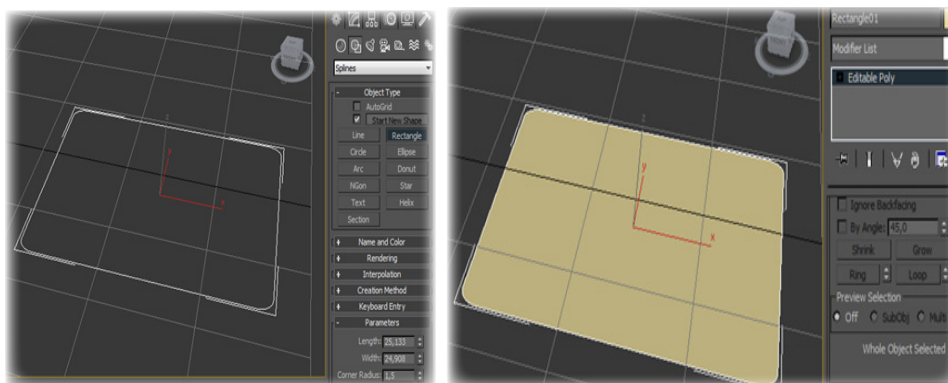 Splines
- Object Type
AutoGrid
Start New Shape
Line Rectangle
Circle Ellipse
Arc Donut
NGon Star
Text Helix
Section
+ Name and Color
+ Rendering
+ Interpolation
+ Creation Method
+ Keyboard Entry
- Parameters
Length: 25,133
Width: 24,908
Corner Radius: 1,5
x
y
x
Rectangle01
Modifier List
Editable Poly
Ignore Backfacing
By Angle: 45,0
Shrink Grow
Ring Loop
Preview Selection
Off SubObj Multi
Whole Object Selected